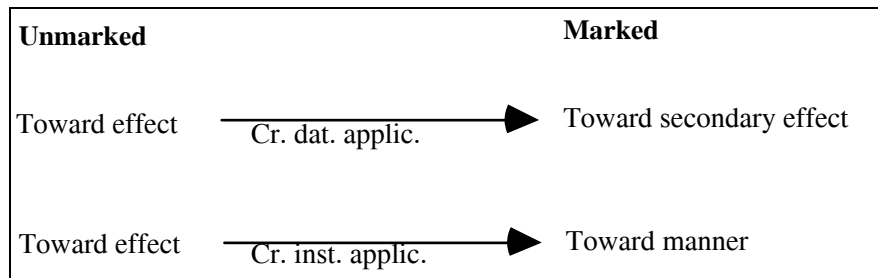 Unmarked Marked
Toward effect Cr. dat. applic. Toward secondary effect
Toward effect Cr. inst. applic. Toward manner